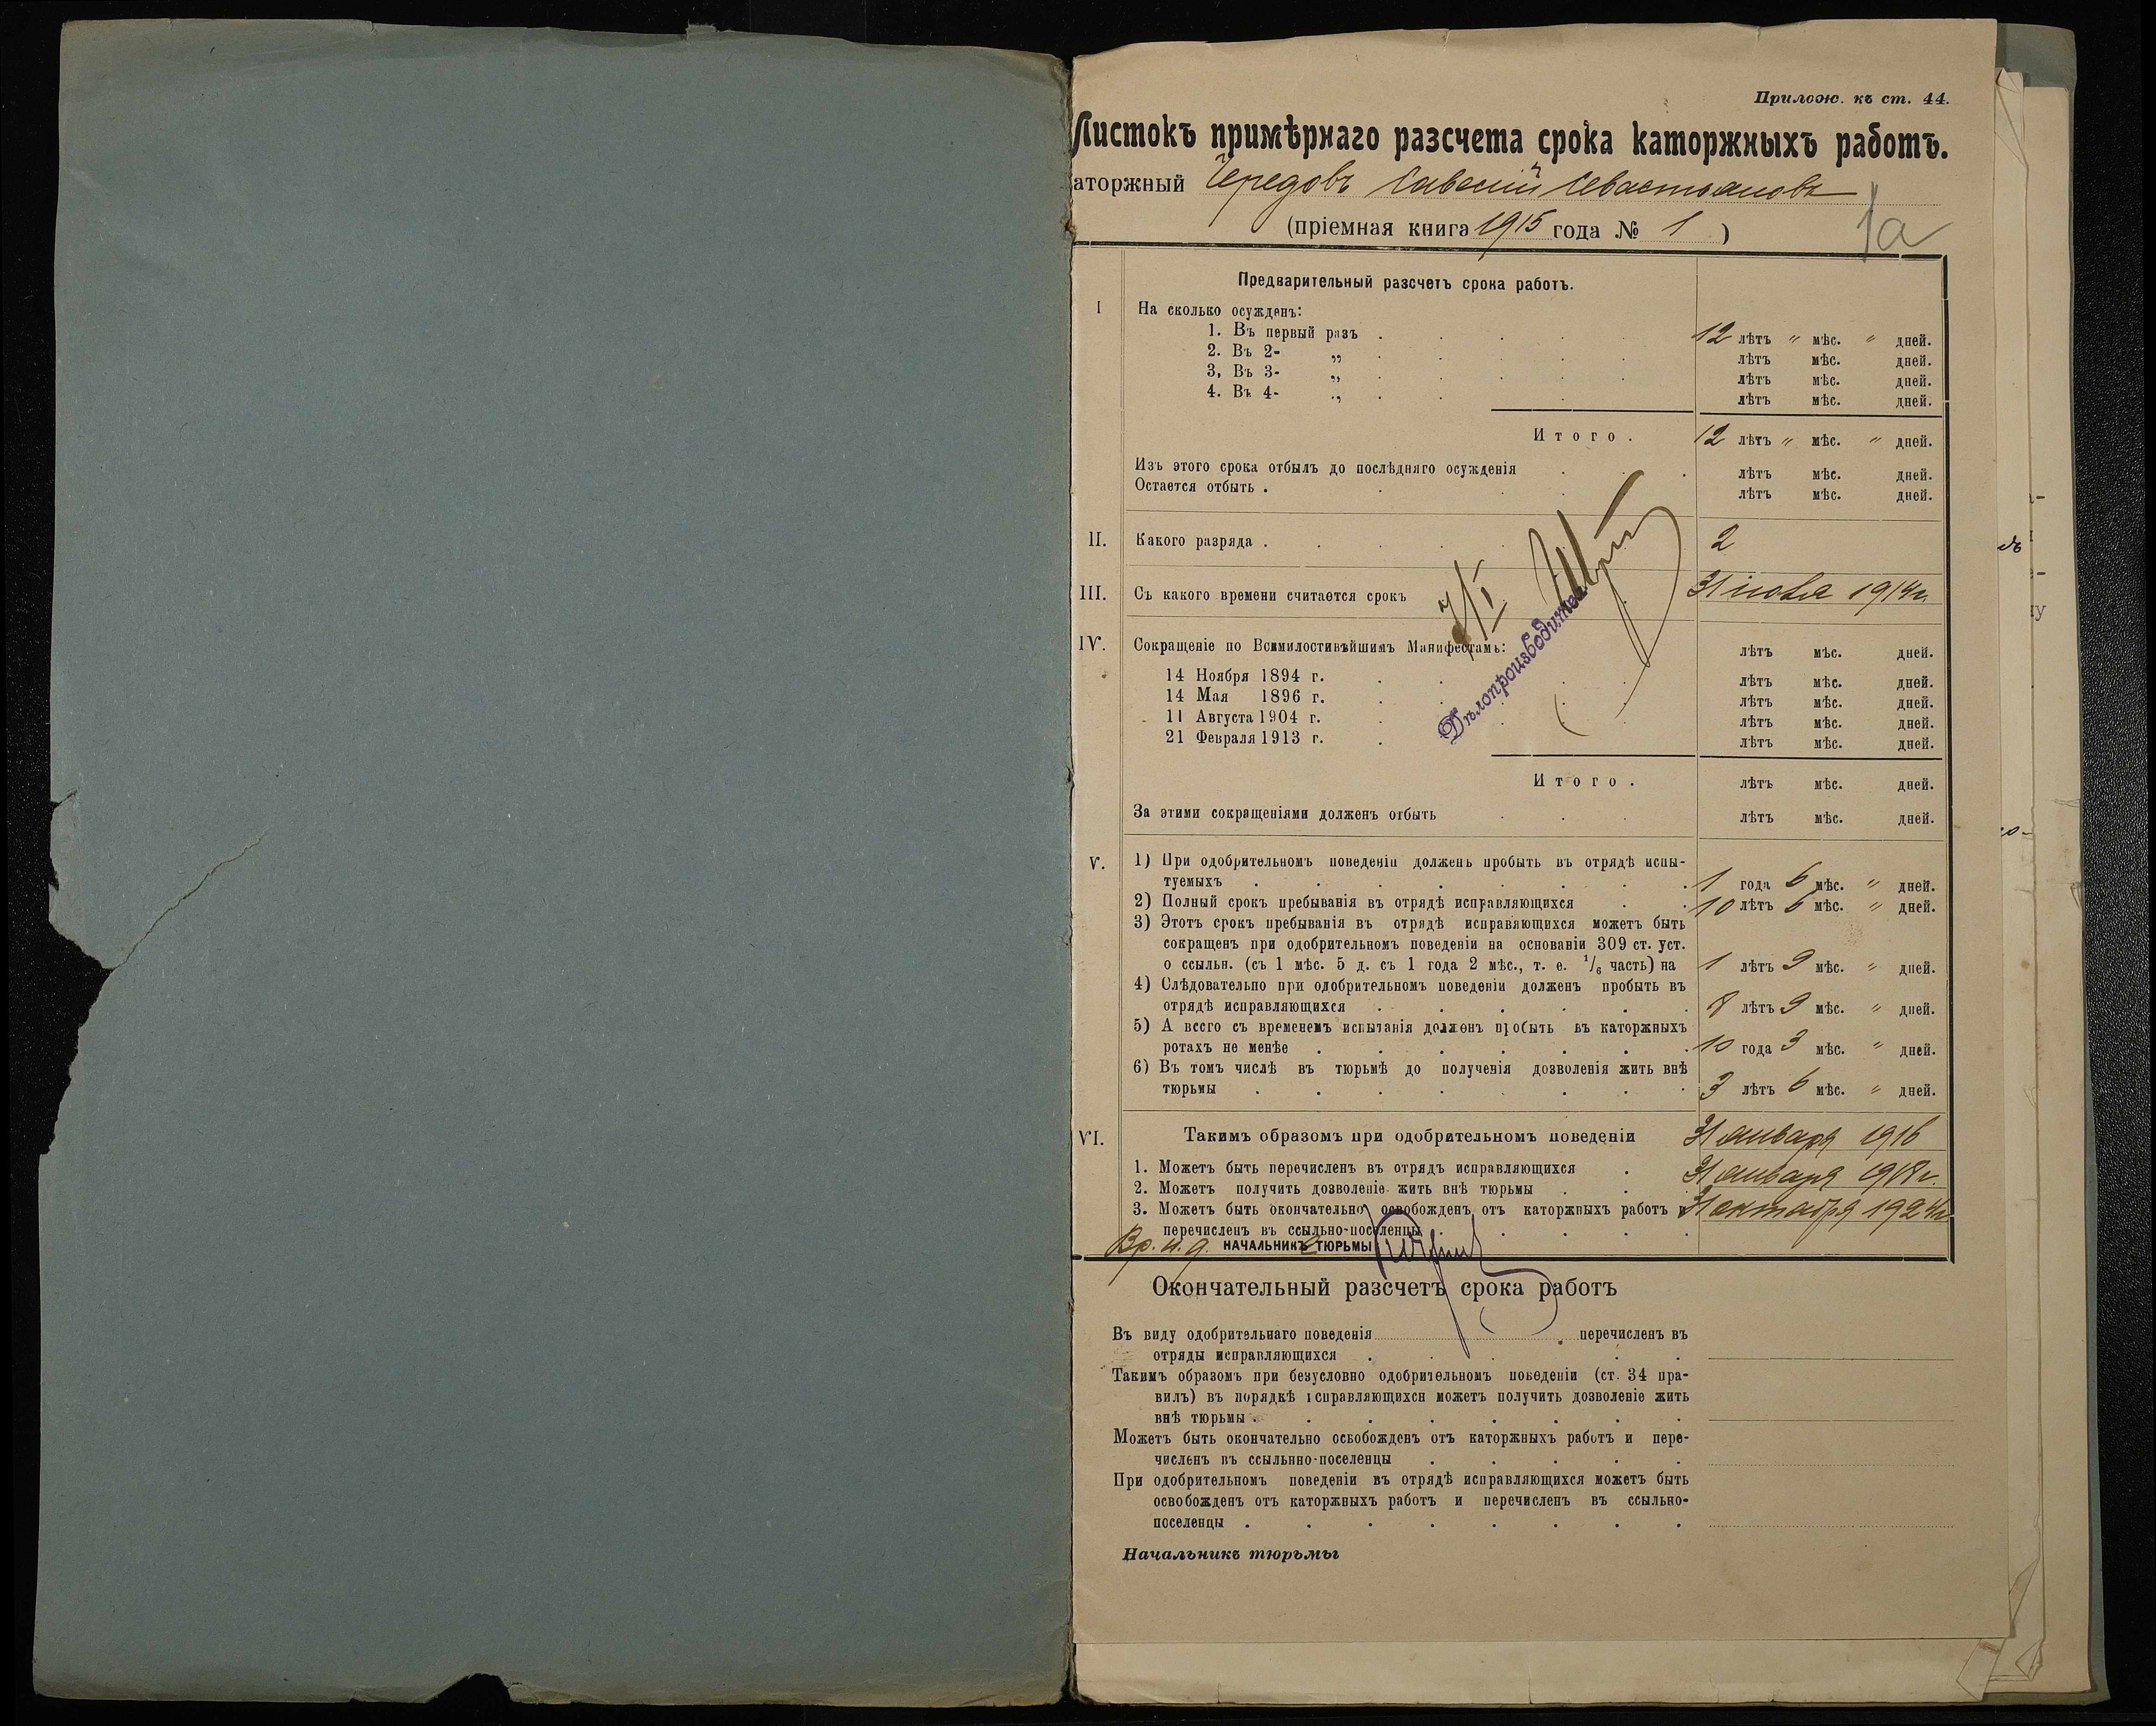 Прилож. къ ст. 44.
Листокъ примѣрнаго разсчета срока каторжныхъ работъ.
аторжный Чередовъ Савелій Севастьяновъ
(пріемная книга 1915 года № 1)
1а
Предварительный разсчетъ срока работъ.
I На сколько осужденъ:
1. Въ первый разъ . 12 лѣтъ " мѣс. " дней.
2. Въ 2- „ лѣтъ мѣс. дней.
3, Въ 3- „ лѣтъ мѣс. дней.
4. Въ 4- „ лѣтъ мѣс. дней.
Итого. 12 лѣтъ " мѣс. " дней.
Изъ этого срока отбылъ до послѣдняго осужденія лѣтъ мѣс. дней.
Остается отбыть . лѣтъ мѣс. дней.
II. Какого разряда . 2
III. Съ какого времени считается срокъ 31 іюля 1914 г.
Дѣлопроизводитель
IV. Сокращеніе по Всемилостивѣйшимъ Манифестамъ: лѣтъ мѣс. дней.
14 Ноября 1894 г. лѣтъ мѣс. дней.
14 Мая 1896 г. лѣтъ мѣс. дней.
11 Августа 1904 г. лѣтъ мѣс. дней.
21 Февраля 1913 г. лѣтъ мѣс. дней.
Итого. лѣтъ мѣс. дней.
За этими сокращеніями долженъ отбыть лѣтъ мѣс. дней.
V. 1) При одобрительномъ поведеніи долженъ пробыть въ отрядѣ испы-
туемыхъ . 1 года 6 мѣс. " дней.
2) Полный срокъ пребыванія въ отрядѣ исправляющихся 10 лѣтъ 6 мѣс. " дней.
3) Этотъ срокъ пребыванія въ отрядѣ исправяющихся можетъ быть
сокращенъ при одобрительномъ поведеніи на основаніи 309 ст. уст.
о ссыльн. (съ 1 мѣс. 5 д. съ 1 года 2 мѣс., т. е. 1/6 часть) на 1 лѣтъ 9 мѣс. " дней.
4) Слѣдовательно при одобрительномъ поведеніи долженъ пробыть въ
отрядѣ исправляющихся . 8 лѣтъ 9 мѣс. " дней.
5) А всего съ временемъ испытанія долженъ пробыть въ каторжныхъ
ротахъ не менѣе . 10 года 3 мѣс. " дней.
6) Въ томъ числѣ въ тюрьмѣ до полученія дозволенія жить внѣ
тюрьмы . 3 лѣтъ 6 мѣс. " дней.
VI. Такимъ образомъ при одобрительномъ поведеніи 31 января 1916
1. Можетъ быть перечисленъ въ отрядъ исправляющихся . 31 января 1918 г.
2. Можетъ получить дозволеніе жить внѣ тюрьмы . 31 октября 1924 г.
3. Можетъ быть окончательно освобожденъ отъ каторжныхъ работъ и
перечисленъ въ ссыльно-поселенцы
Вр. и. д. НАЧАЛЬНИКЪ ТЮРЬМЫ
Окончательный разсчетъ срока работъ
Въ виду одобрительнаго поведенія перечисленъ въ
отряды исправляющихся .
Такимъ образомъ при безусловно одобрительномъ поведеніи (ст. 34 пра-
вилъ) въ порядкѣ исправляющихся можетъ получить дозволеніе жить
внѣ тюрьмы .
Можетъ быть окончательно освобожденъ отъ каторжныхъ работъ и пере-
численъ въ ссыльнно-поселенцы .
При одобрительномъ поведеніи въ отрядѣ исправляющихся можетъ быть
освобожденъ отъ каторжныхъ работъ и перечисленъ въ ссыльно-
поселенцы .
Начальникъ тюрьмы